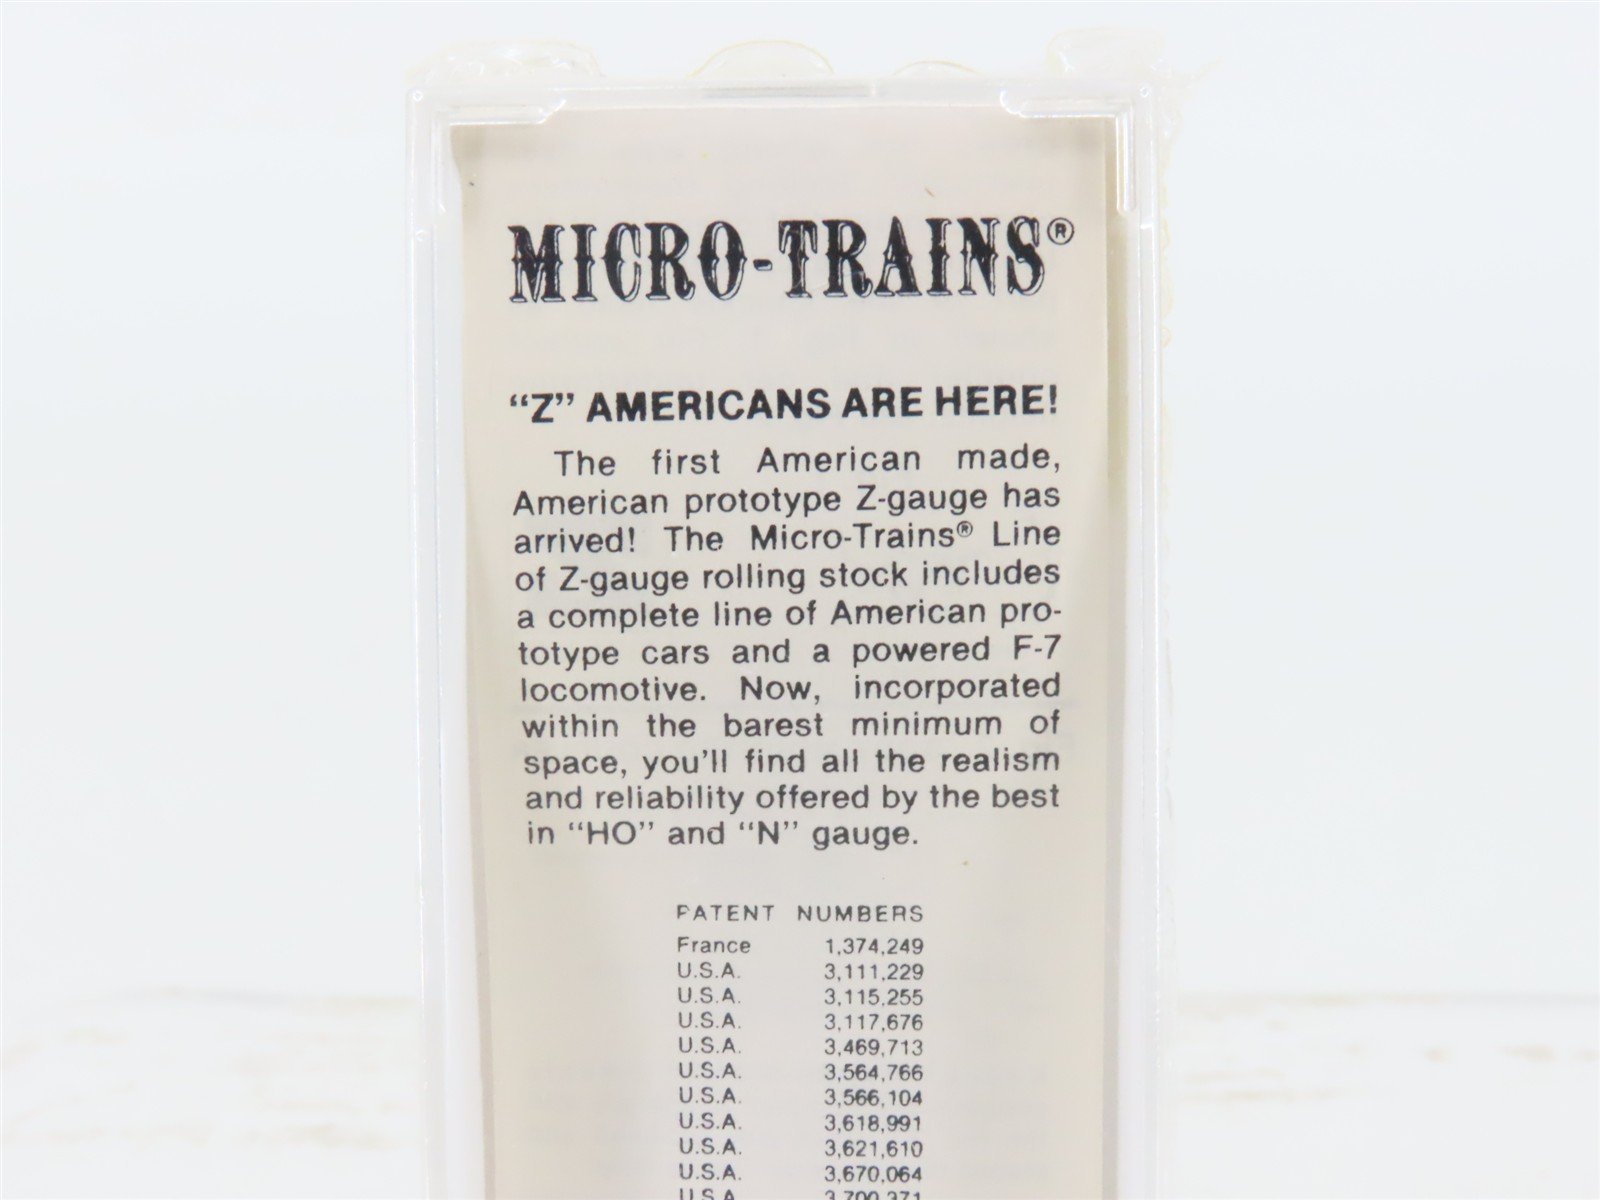 MICRO-TRAINS®
“Z” AMERICANS ARE HERE!
The first American made,
American prototype Z-gauge has
arrived! The Micro-Trains® Line
of Z-gauge rolling stock includes
a complete line of American pro-
totype cars and a powered F-7
locomotive. Now, incorporated
within the barest minimum of
space, you'll find all the realism
and reliability offered by the best
in “HO” and “N” gauge.
PATENT NUMBERS
France 1,374,249
U.S.A. 3,111,229
U.S.A. 3,115,255
U.S.A. 3,117,676
U.S.A. 3,469,713
U.S.A. 3,564,766
U.S.A. 3,566,104
U.S.A. 3,618,991
U.S.A. 3,621,610
U.S.A. 3,670,064
U.S.A. 3,700,371